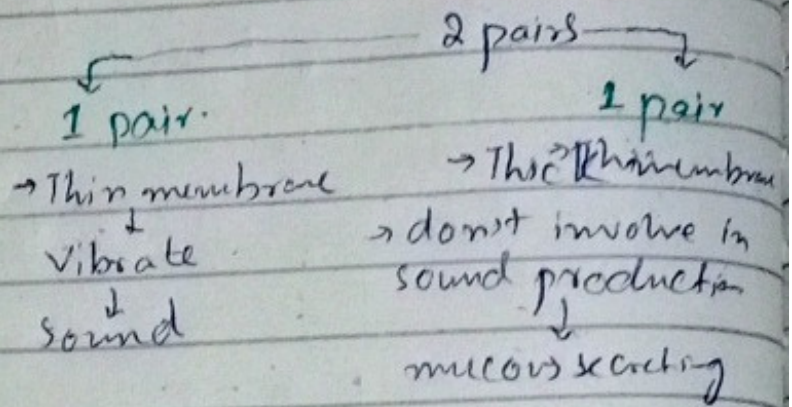 2 pairs
1 pair.
→ Thin membrane
↓
Vibrate
↓
Sound
1 pair
→ Thick membrane
→ don't involve in
sound production
↓
mucous secreting